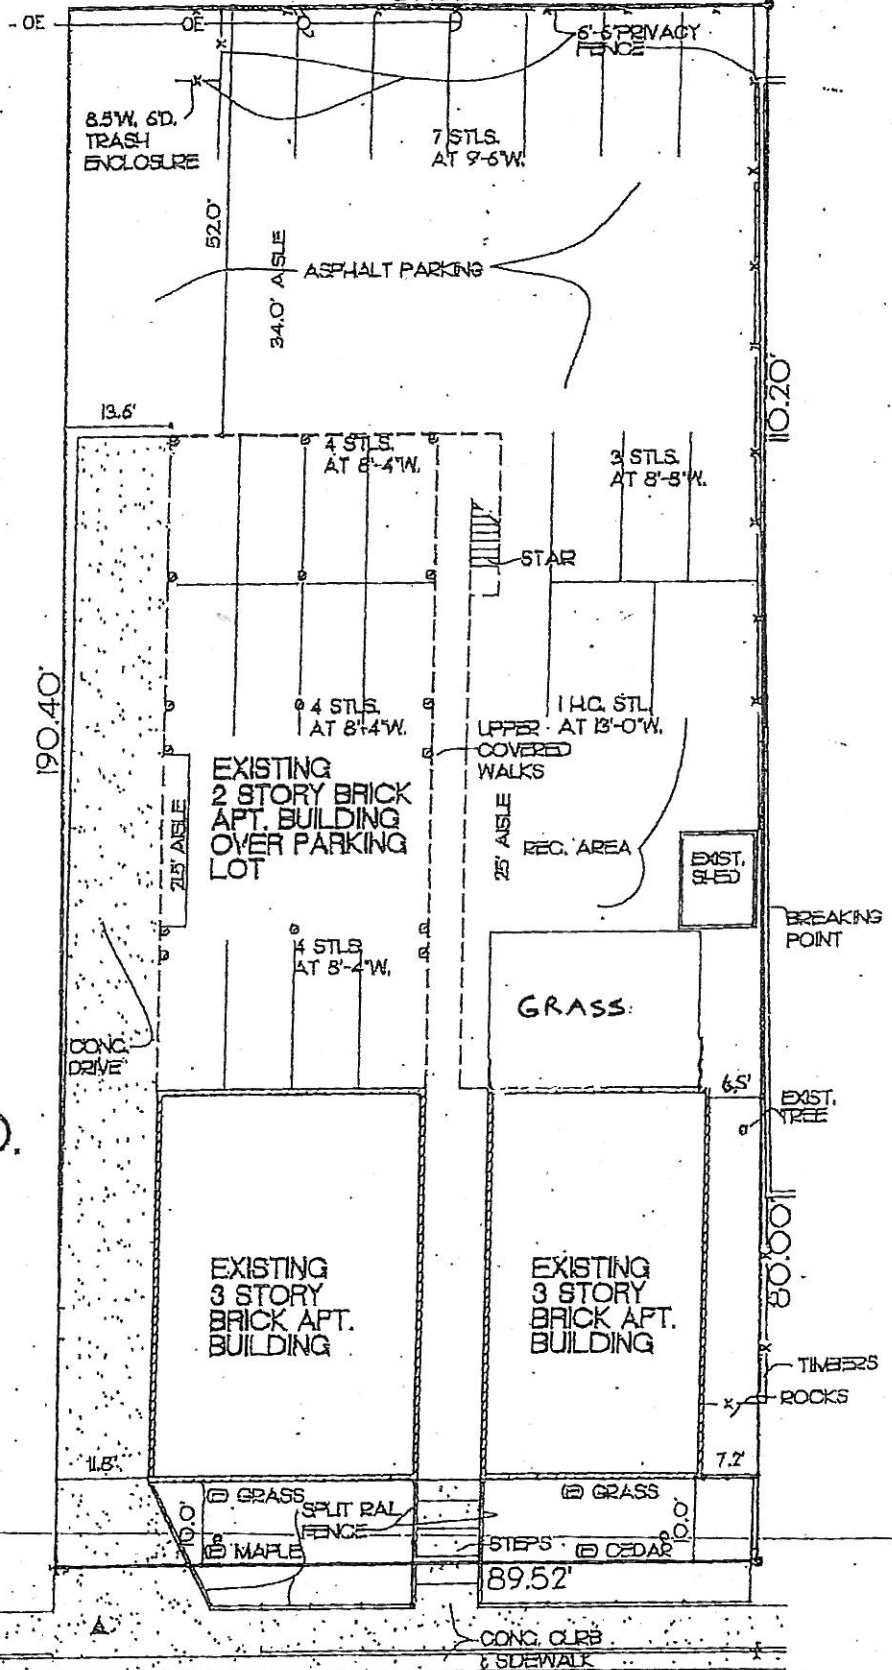 OE
OE
6'-6" PRIVACY
FENCE
8.5'W. 6'D.
TRASH
ENCLOSURE
7 STLS.
AT 9'-6"W.
52.0'
34.0' AISLE
ASPHALT PARKING
110.20'
13.6'
4 STLS.
AT 8'-4"W.
3 STLS.
AT 8'-8"W.
STAIR
190.40'
4 STLS.
AT 8'-4"W.
1 H.C. STL.
AT 13'-0"W.
UPPER
COVERED
WALKS
EXISTING
2 STORY BRICK
APT. BUILDING
OVER PARKING
LOT
21.5' AISLE
25' AISLE
REC. AREA
EXIST.
SHED
BREAKING
POINT
4 STLS
AT 8'-4"W.
GRASS
CONC.
DRIVE
6.5'
EXIST.
TREE
EXISTING
3 STORY
BRICK APT.
BUILDING
EXISTING
3 STORY
BRICK APT.
BUILDING
80.00'
TIMBERS
ROCKS
11.8'
7.2'
(E) GRASS
(E) GRASS
SPLIT RAIL
FENCE
(E) MAPLE
STEPS
(E) CEDAR
89.52'
CONC. CURB
& SIDEWALK